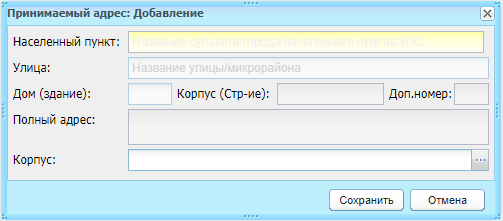 Принимаемый адрес: Добавление
Населенный пункт: Название субъекта/города/населенного пункта/ЭПС
Улица: Название улицы/микрорайона
Дом (здание): Корпус (Стр-ие): Доп.номер:
Полный адрес:
Корпус: ...
Сохранить Отмена